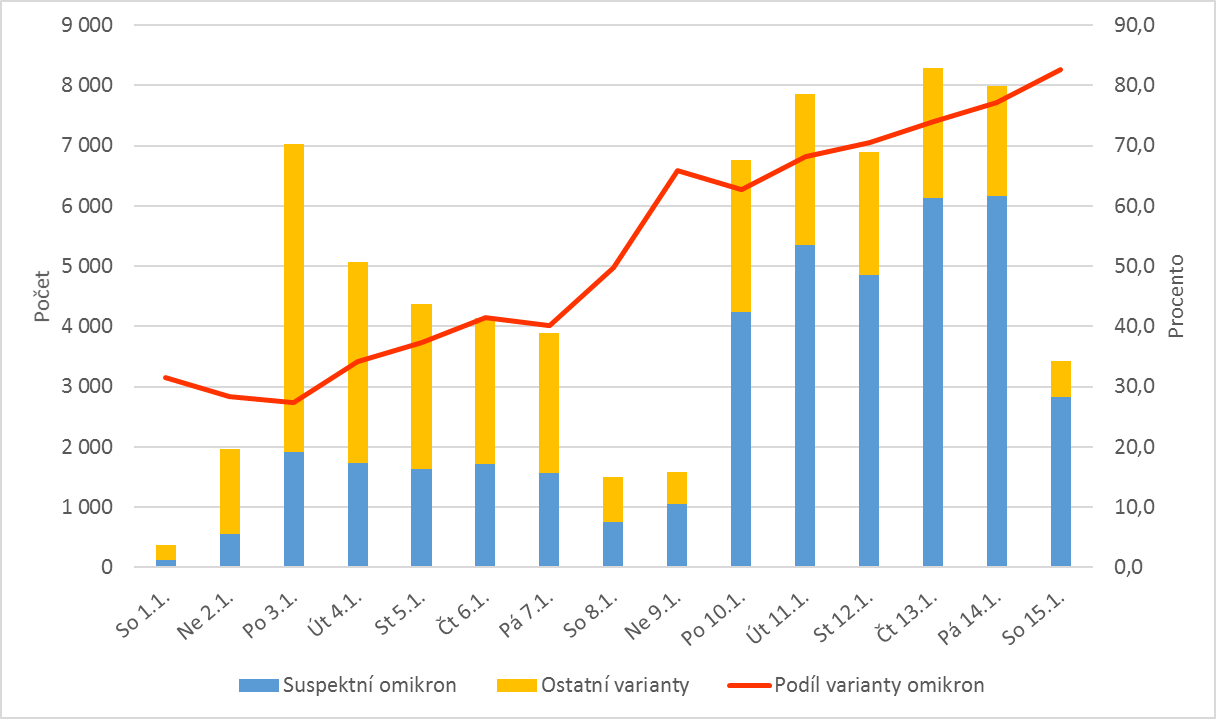 9 000
8 000
7 000
6 000
5 000
4 000
3 000
2 000
1 000
0
Počet
90,0
80,0
70,0
60,0
50,0
40,0
30,0
20,0
10,0
0,0
Procento
So 1.1.
Ne 2.1.
Po 3.1.
Út 4.1.
St 5.1.
Čt 6.1.
Pá 7.1.
So 8.1.
Ne 9.1.
Po 10.1.
Út 11.1.
St 12.1.
Čt 13.1.
Pá 14.1.
So 15.1.
Suspektní omikron
Ostatní varianty
Podíl varianty omikron